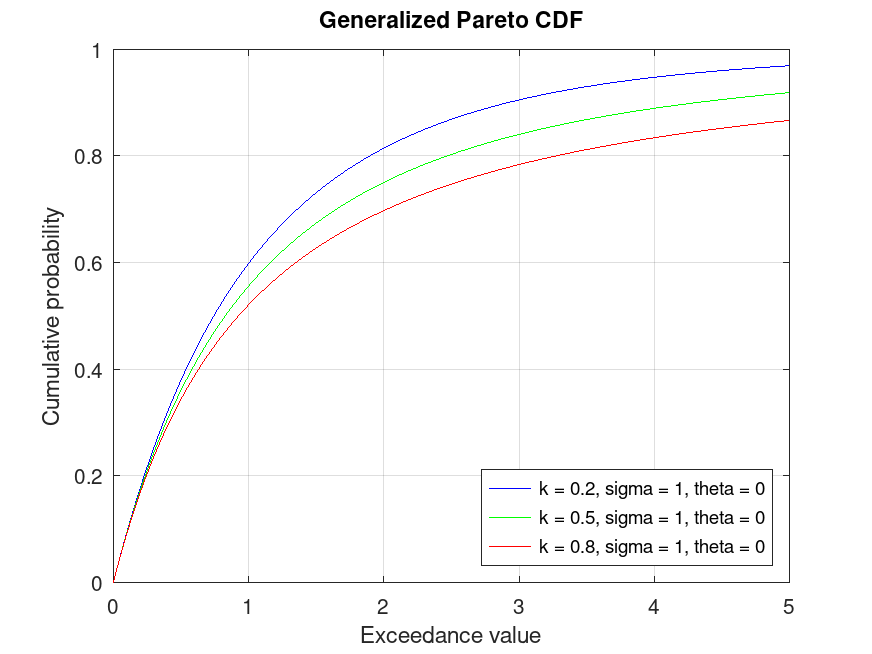 Generalized Pareto CDF
1
0.8
0.6
0.4
0.2
0
Cumulative probability
k = 0.2, sigma = 1, theta = 0
k = 0.5, sigma = 1, theta = 0
k = 0.8, sigma = 1, theta = 0
0 1 2 3 4 5
Exceedance value